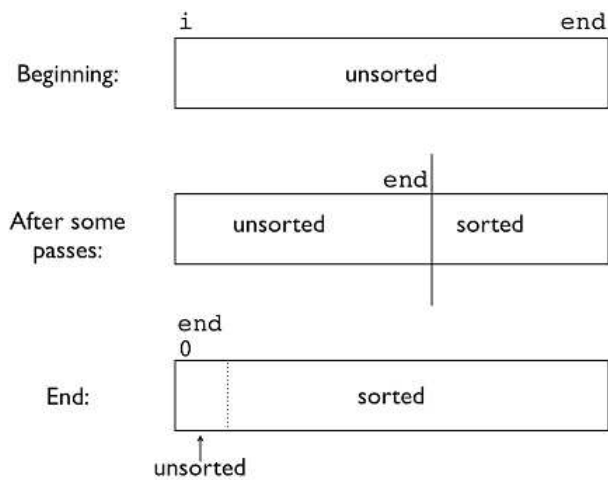 i end
Beginning: unsorted
end
After some
passes:
unsorted sorted
end
0
End: sorted
unsorted